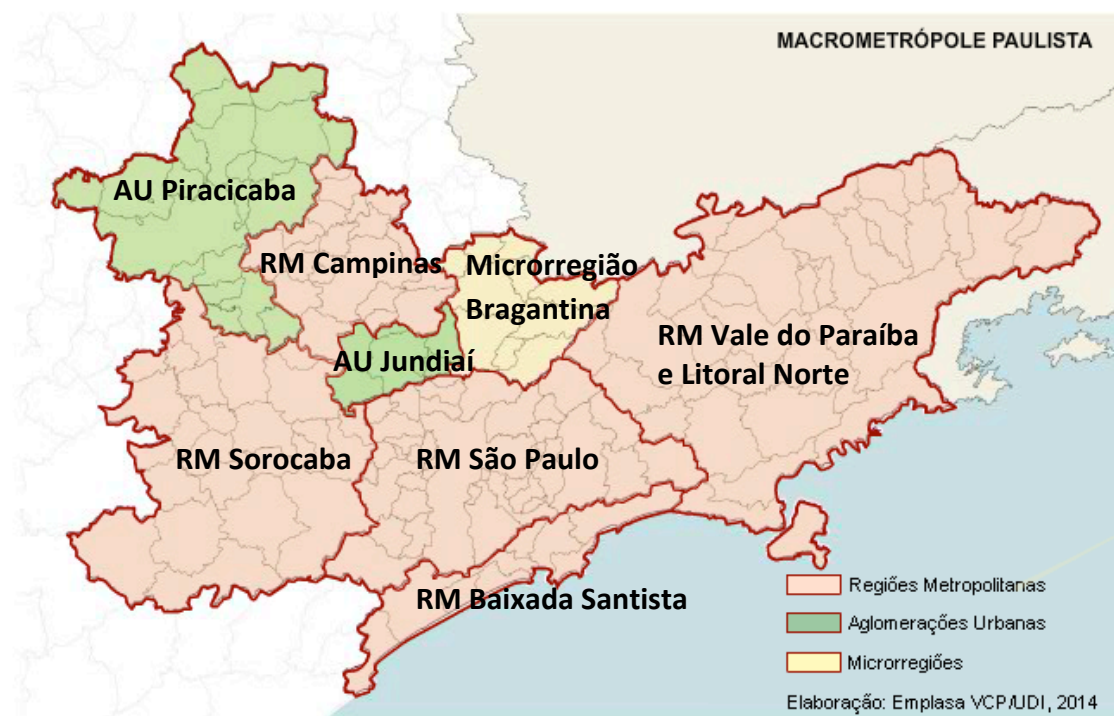 MACROMETRÓPOLE PAULISTA
AU Piracicaba
RM Campinas
Microrregião
Bragantina
RM Vale do Paraíba
e Litoral Norte
AU Jundiaí
RM Sorocaba
RM São Paulo
RM Baixada Santista
Regiões Metropolitanas
Aglomerações Urbanas
Microrregiões
Elaboração: Emplasa VCP/UDI, 2014